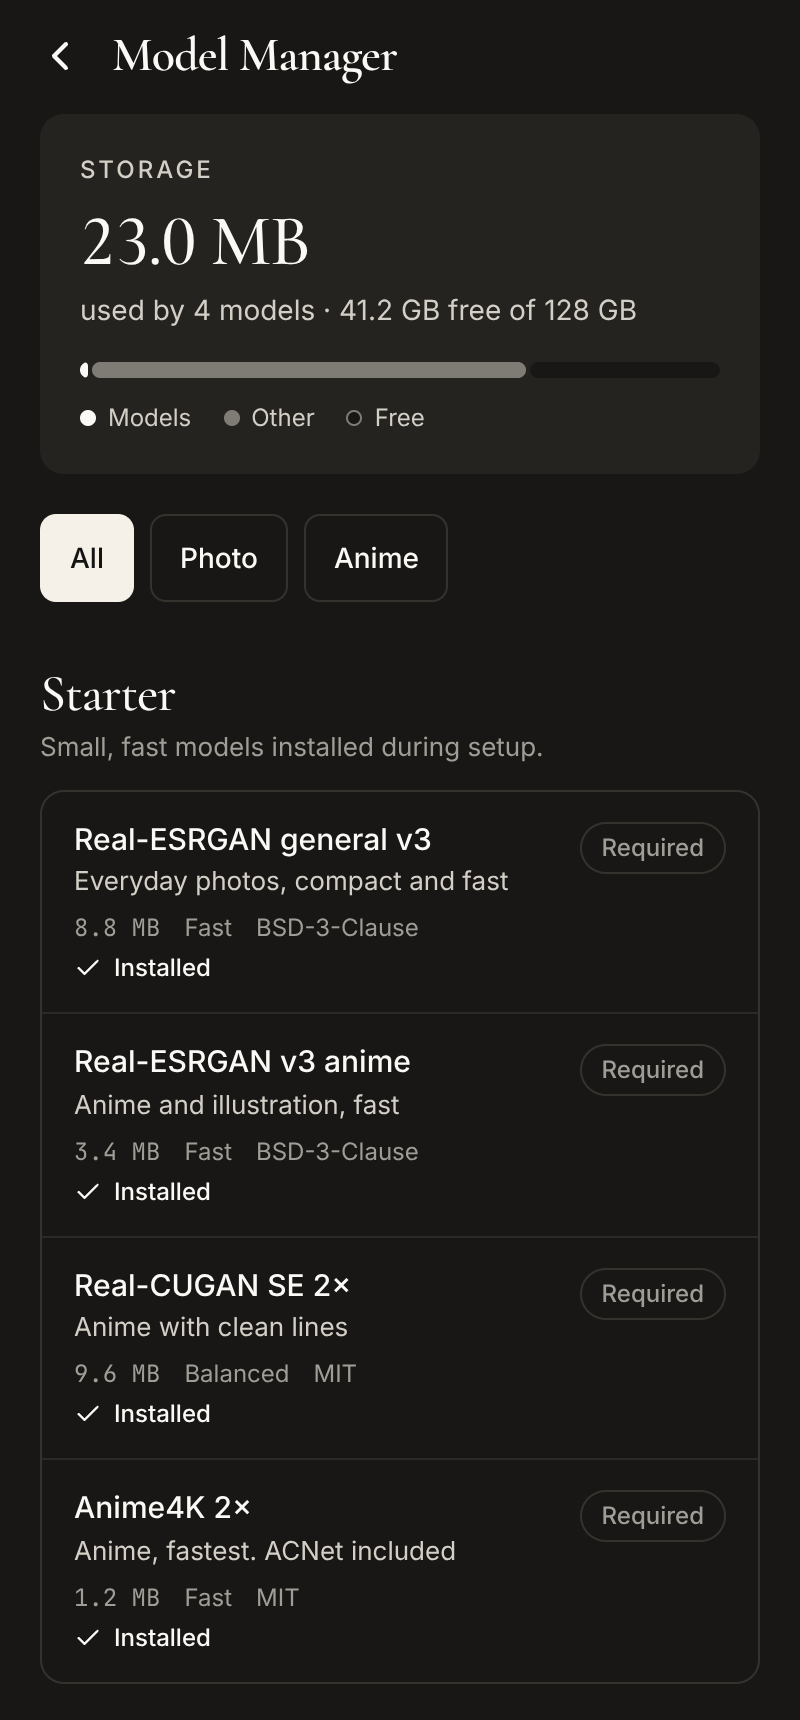 Model Manager
STORAGE
23.0 MB
used by 4 models · 41.2 GB free of 128 GB
Models Other Free
All Photo Anime
Starter
Small, fast models installed during setup.
Real-ESRGAN general v3
Required
Everyday photos, compact and fast
8.8 MB Fast BSD-3-Clause
Installed
Real-ESRGAN v3 anime
Required
Anime and illustration, fast
3.4 MB Fast BSD-3-Clause
Installed
Real-CUGAN SE 2×
Required
Anime with clean lines
9.6 MB Balanced MIT
Installed
Anime4K 2×
Required
Anime, fastest. ACNet included
1.2 MB Fast MIT
Installed